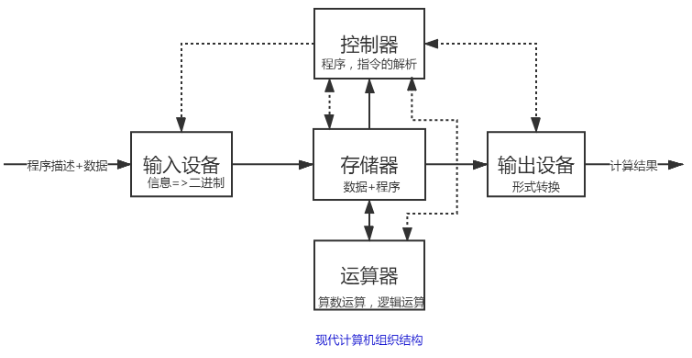 控制器
程序，指令的解析
程序描述+数据
输入设备
信息=>二进制
存储器
数据+程序
输出设备
形式转换
计算结果
运算器
算数运算，逻辑运算
现代计算机组织结构